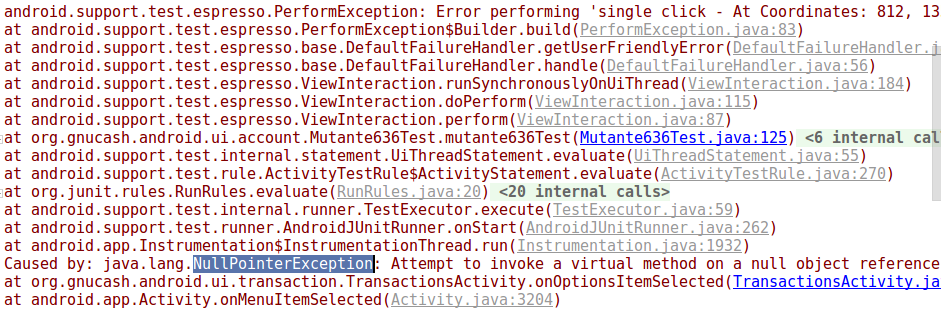 android.support.test.espresso.PerformException: Error performing 'single click - At Coordinates: 812, 13
at android.support.test.espresso.PerformException$Builder.build(PerformException.java:83)
at android.support.test.espresso.base.DefaultFailureHandler.getUserFriendlyError(DefaultFailureHandler.j
at android.support.test.espresso.base.DefaultFailureHandler.handle(DefaultFailureHandler.java:56)
at android.support.test.espresso.ViewInteraction.runSynchronouslyOnUiThread(ViewInteraction.java:184)
at android.support.test.espresso.ViewInteraction.doPerform(ViewInteraction.java:115)
at android.support.test.espresso.ViewInteraction.perform(ViewInteraction.java:87)
at org.gnucash.android.ui.account.Mutante636Test.mutante636Test(Mutante636Test.java:125) <6 internal cal
at android.support.test.internal.statement.UiThreadStatement.evaluate(UiThreadStatement.java:55)
at android.support.test.rule.ActivityTestRule$ActivityStatement.evaluate(ActivityTestRule.java:270)
at org.junit.rules.RunRules.evaluate(RunRules.java:20) <20 internal calls>
at android.support.test.internal.runner.TestExecutor.execute(TestExecutor.java:59)
at android.support.test.runner.AndroidJUnitRunner.onStart(AndroidJUnitRunner.java:262)
at android.app.Instrumentation$InstrumentationThread.run(Instrumentation.java:1932)
Caused by: java.lang.NullPointerException: Attempt to invoke a virtual method on a null object reference
at org.gnucash.android.ui.transaction.TransactionsActivity.onOptionsItemSelected(TransactionsActivity.ja
at android.app.Activity.onMenuItemSelected(Activity.java:3204)